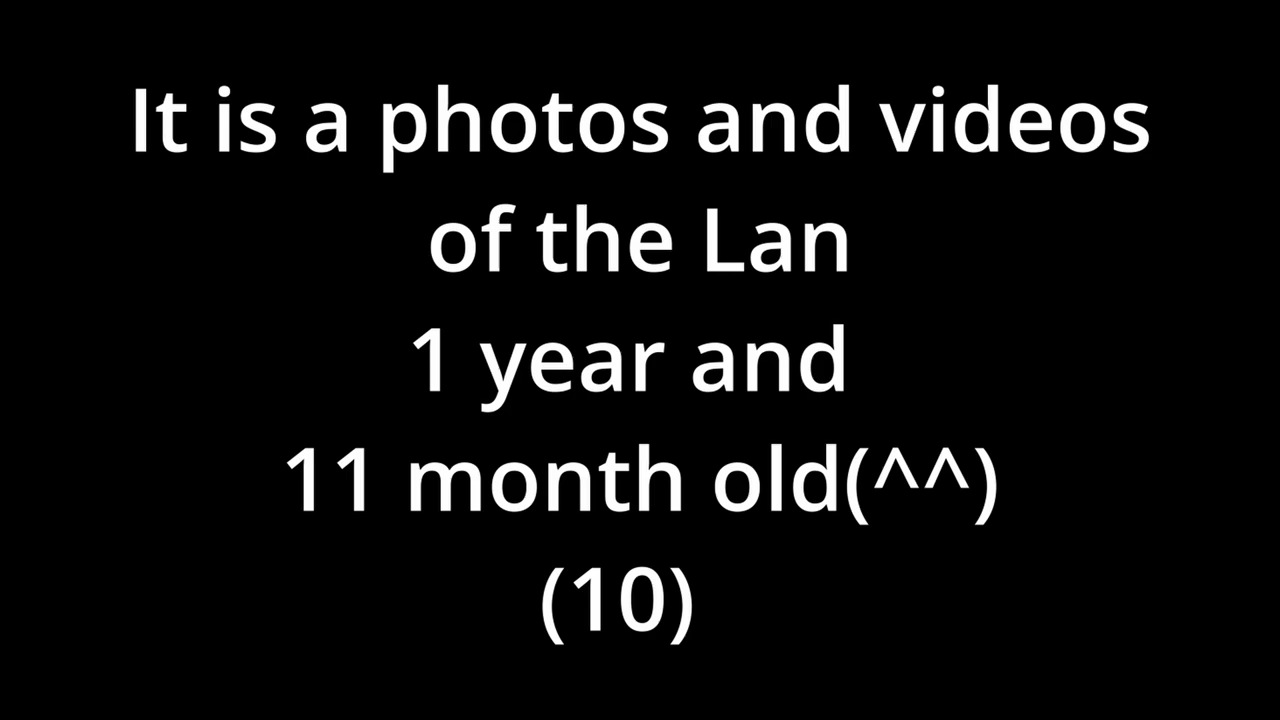 It is a photos and videos
of the Lan
1 year and
11 month old(^^)
(10)